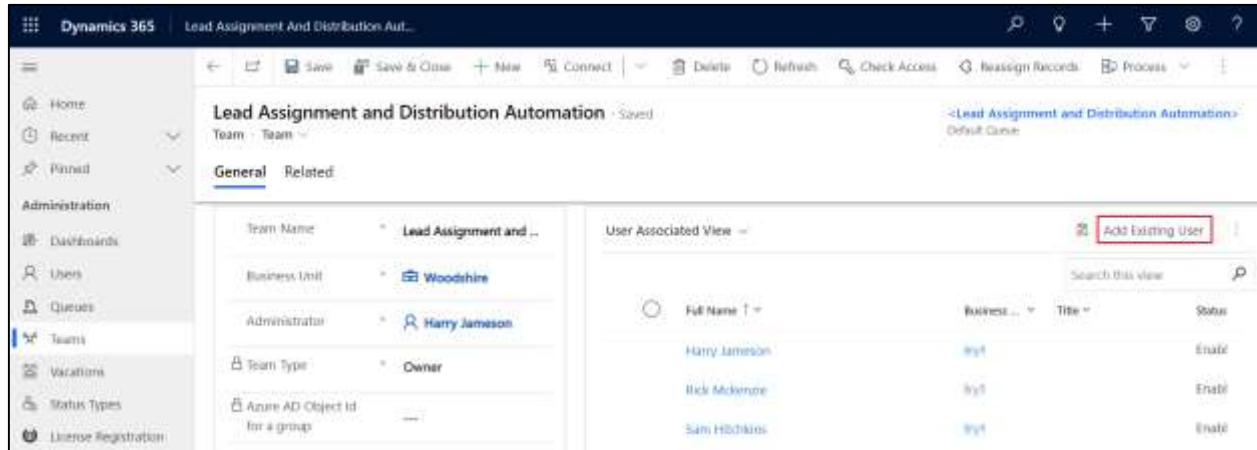 Dynamics 365 Lead Assignment And Distribution Aut...
Save Save & Close New Connect Delete Refresh Check Access Reassign Records Process
Home
Recent
Pinned
Administration
Dashboards
Users
Queues
Teams
Vacations
Status Types
License Registration
Lead Assignment and Distribution Automation - Saved
Team · Team
<Lead Assignment and Distribution Automation>
Default Queue
General Related
Team Name * Lead Assignment and ...
Business Unit * Woodshire
Administrator * Harry Jameson
Team Type * Owner
Azure AD Object Id for a group ---
User Associated View
Add Existing User
Search this view
Full Name ↑ Business ... Title Status
Harry Jameson Enabl
Rick Mckenzie Enabl
Sam Hitchkins Enabl